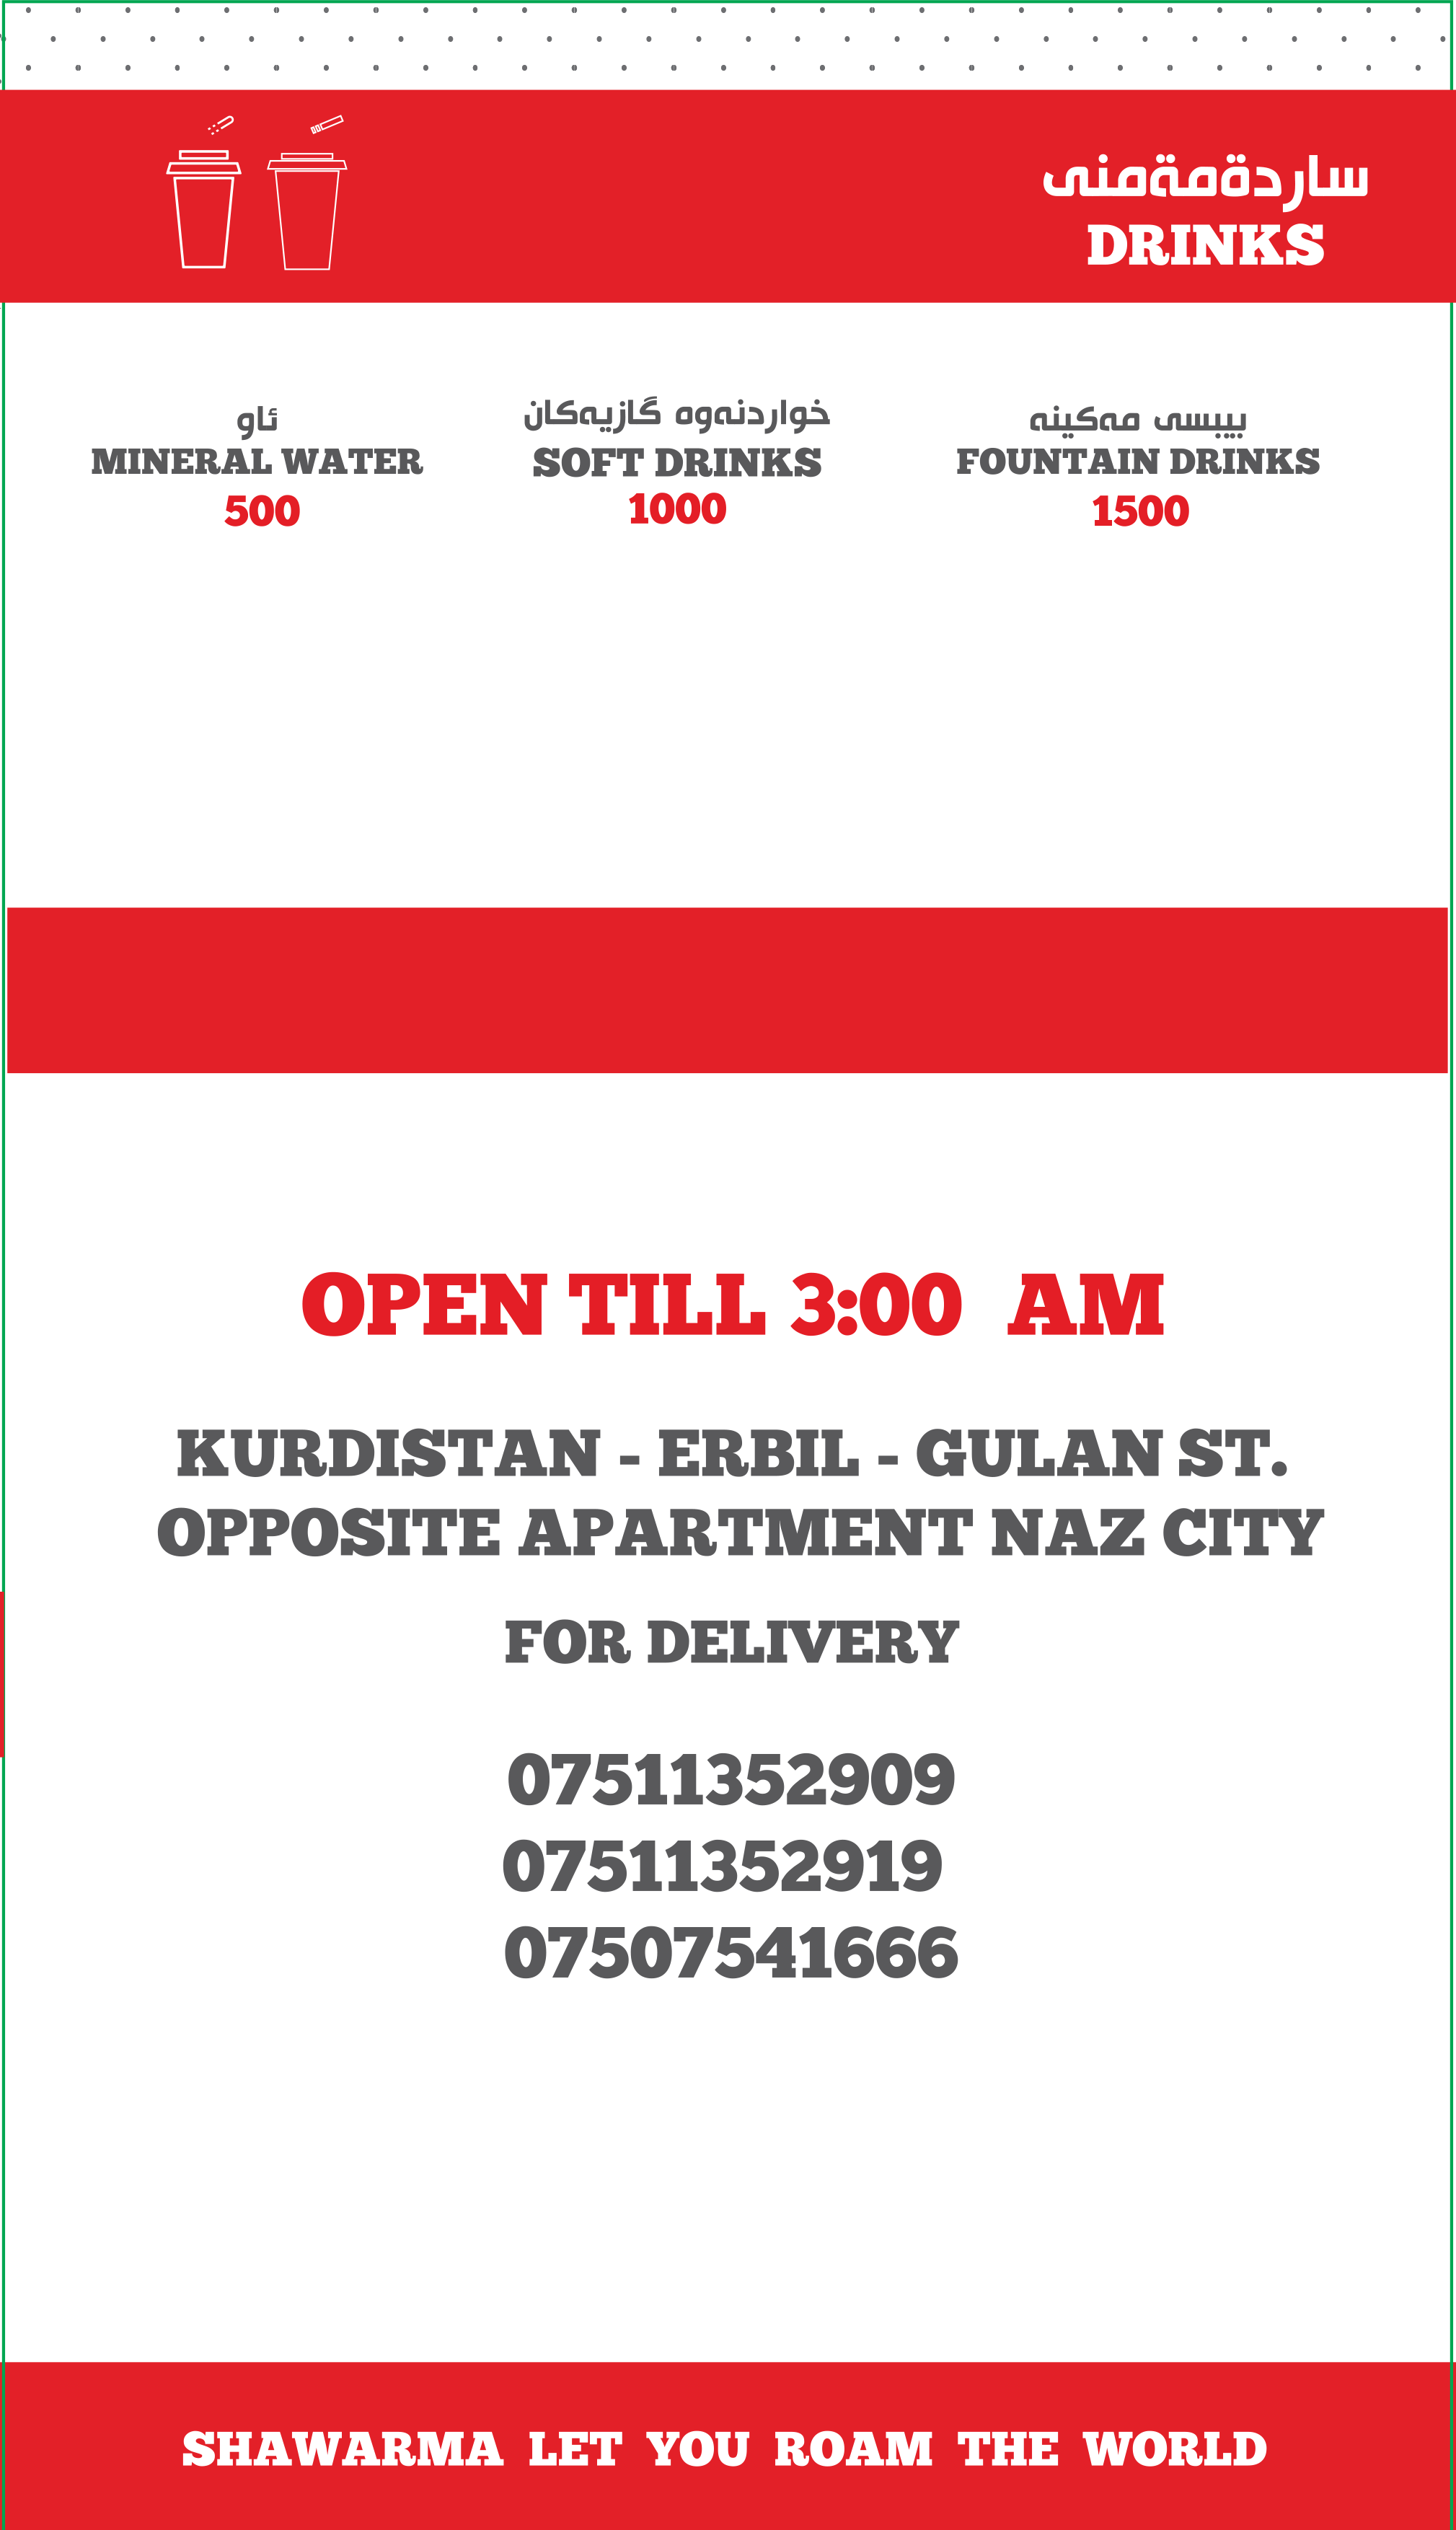 ساردةمةمنى
DRINKS
ئاو
MINERAL WATER
500
خواردنەوە گازیەکان
SOFT DRINKS
1000
بیپسی مەکینە
FOUNTAIN DRINKS
1500
OPEN TILL 3:00 AM
KURDISTAN - ERBIL - GULAN ST.
OPPOSITE APARTMENT NAZ CITY
FOR DELIVERY
07511352909
07511352919
07507541666
SHAWARMA LET YOU ROAM THE WORLD